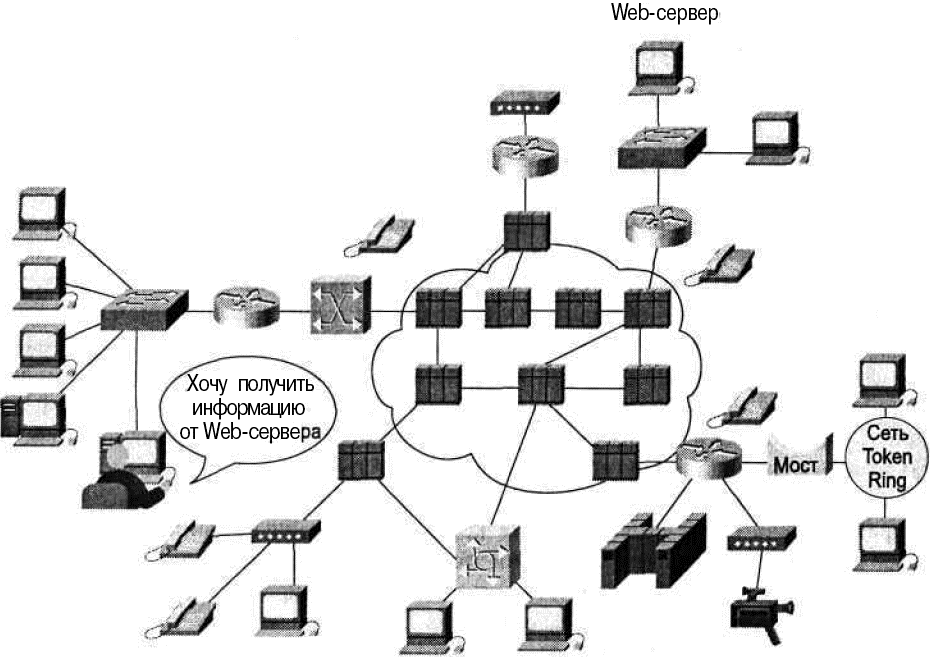 Web-сервер
Хочу получить
информацию
от Web-сервера
Мост
Сеть
Token
Ring